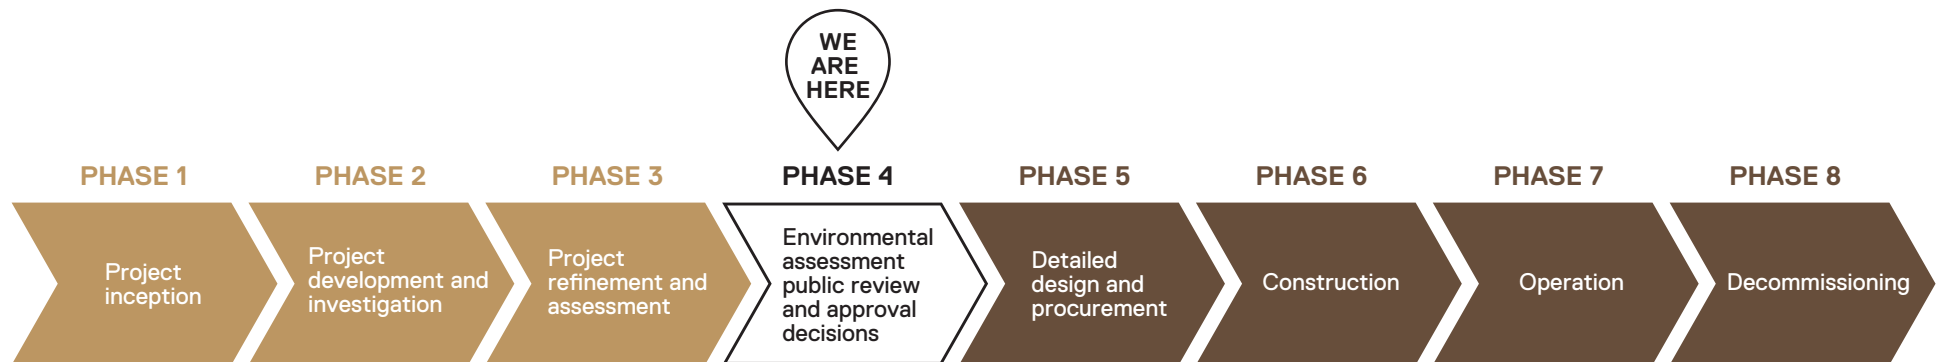 WE
ARE
HERE
PHASE 1
PHASE 2
PHASE 3
PHASE 4
PHASE 5
PHASE 6
PHASE 7
PHASE 8
Project
inception
Project
development and
investigation
Project
refinement and
assessment
Environmental
assessment
public review
and approval
decisions
Detailed
design and
procurement
Construction
Operation
Decommissioning